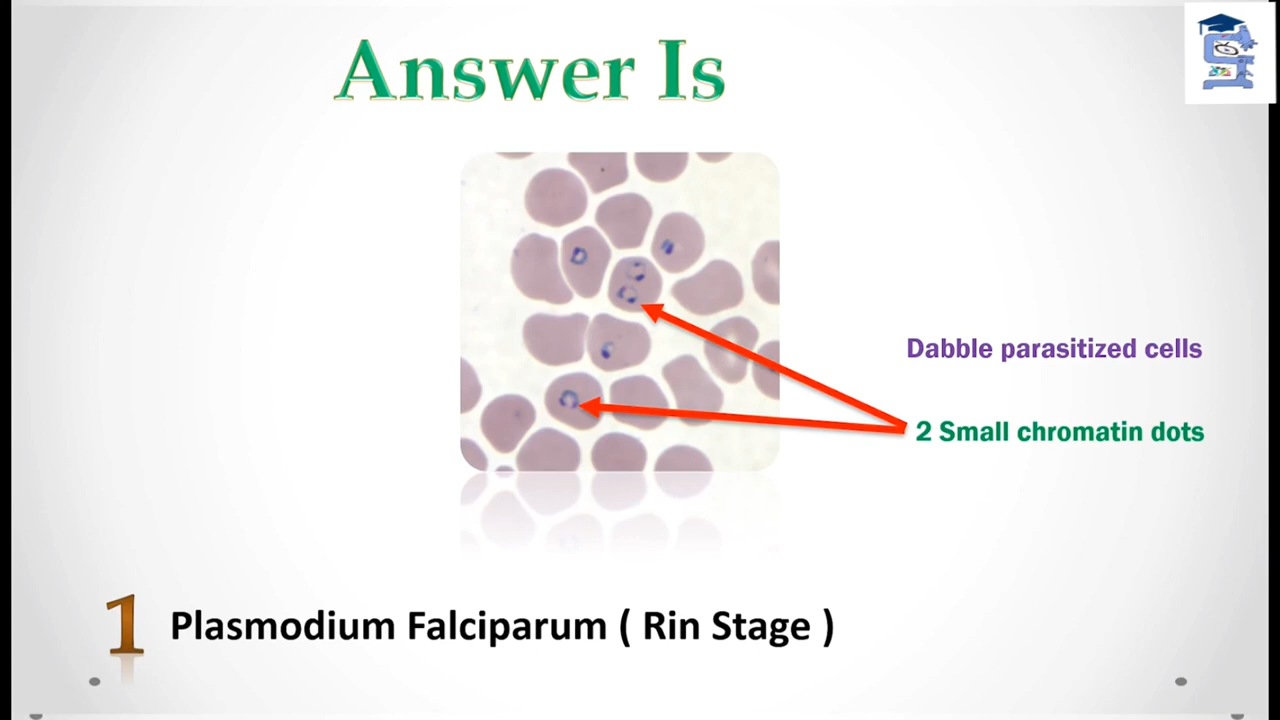 Answer Is
Dabble parasitized cells
2 Small chromatin dots
1 Plasmodium Falciparum ( Rin Stage )